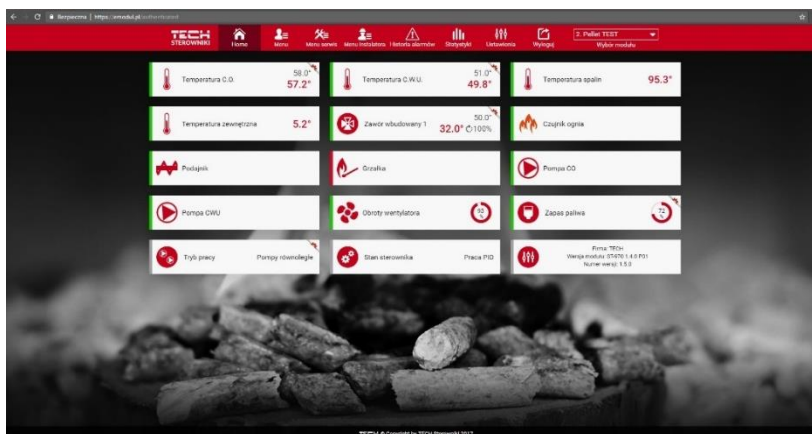 Bezpieczna | https://emodul.pl/authenticated
TECH
STEROWNIKI
Home
Menu
Menu serwis
Menu Instalatora
Historia alarmów
Statystyki
Ustawienia
Wyloguj
2. Pellet TEST
Wybór modułu
Temperatura C.O.
58.0°
57.2°
Temperatura C.W.U.
51.0°
49.8°
Temperatura spalin
95.3°
Temperatura zewnętrzna
5.2°
Zawór wbudowany 1
50.0°
32.0° 100%
Czujnik ognia
Podajnik
Grzałka
Pompa CO
Pompa CWU
Obroty wentylatora
Zapas paliwa
72
%
Tryb pracy
Pompy równoległe
Stan sterownika
Praca PID
Firma: TECH
Numer wersji: 1.5.0
TECH Copyright by TECH Sterowniki 2017